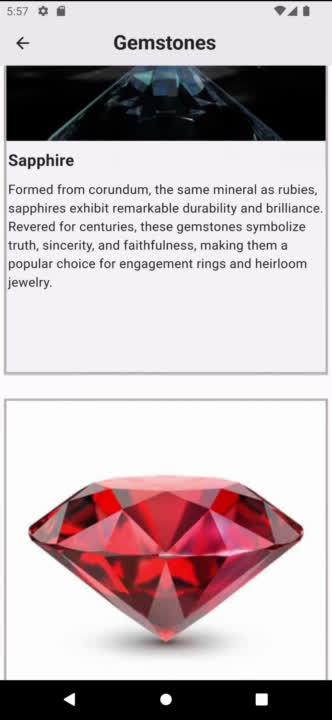 5:57
Gemstones
Sapphire
Formed from corundum, the same mineral as rubies,
sapphires exhibit remarkable durability and brilliance.
Revered for centuries, these gemstones symbolize
truth, sincerity, and faithfulness, making them a
popular choice for engagement rings and heirloom
jewelry.